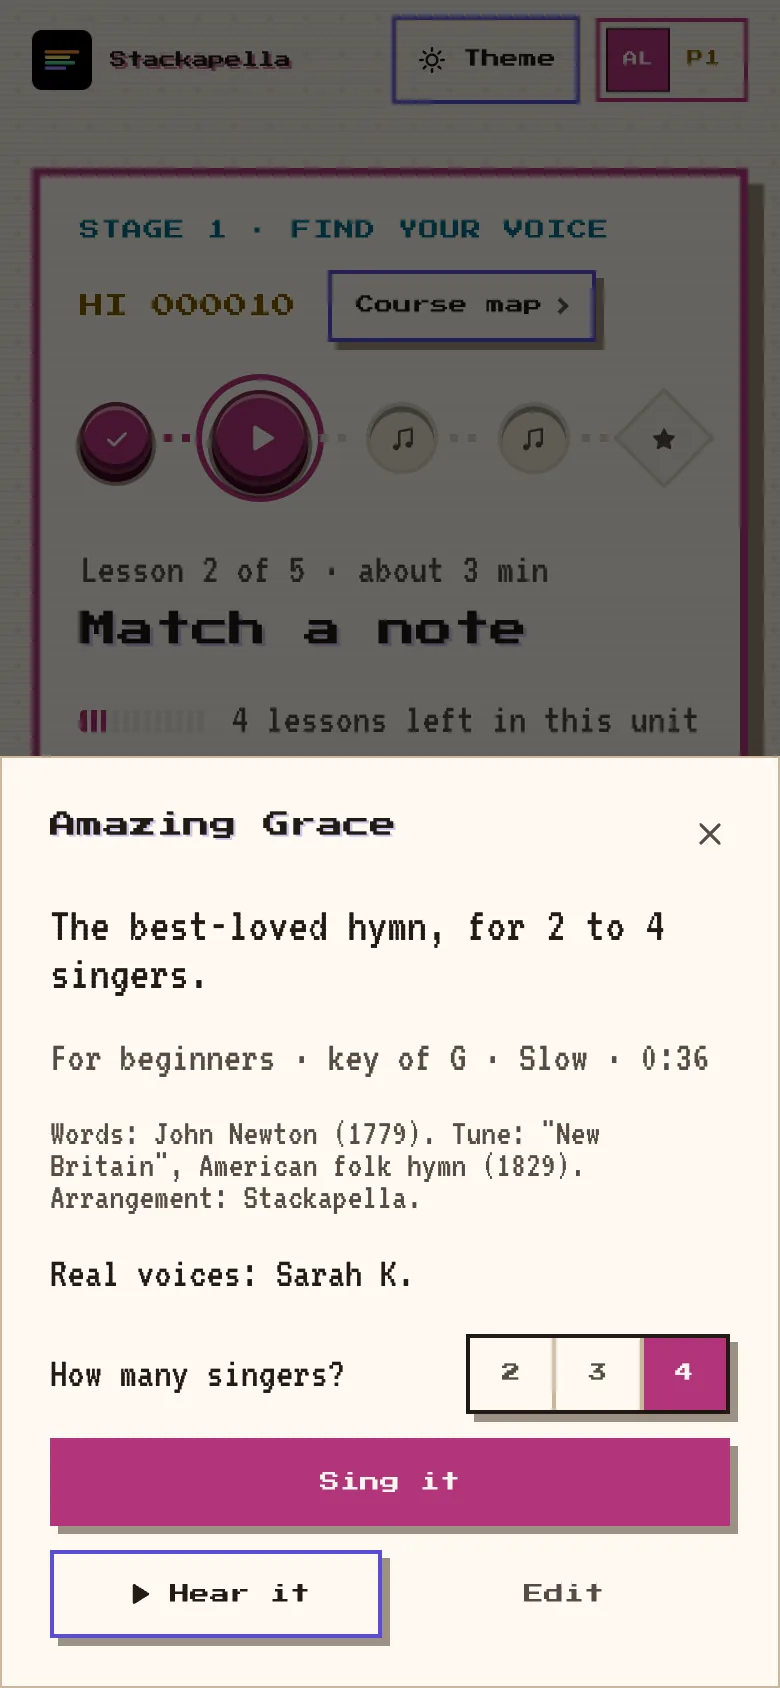 Stackapella
Theme
AL P1
STAGE 1 · FIND YOUR VOICE
HI 000010
Course map >
Lesson 2 of 5 · about 3 min
Match a note
4 lessons left in this unit
Amazing Grace
The best-loved hymn, for 2 to 4
singers.
For beginners · key of G · Slow · 0:36
Words: John Newton (1779). Tune: "New
Britain", American folk hymn (1829).
Arrangement: Stackapella.
Real voices: Sarah K.
How many singers? 2 3 4
Sing it
Hear it Edit